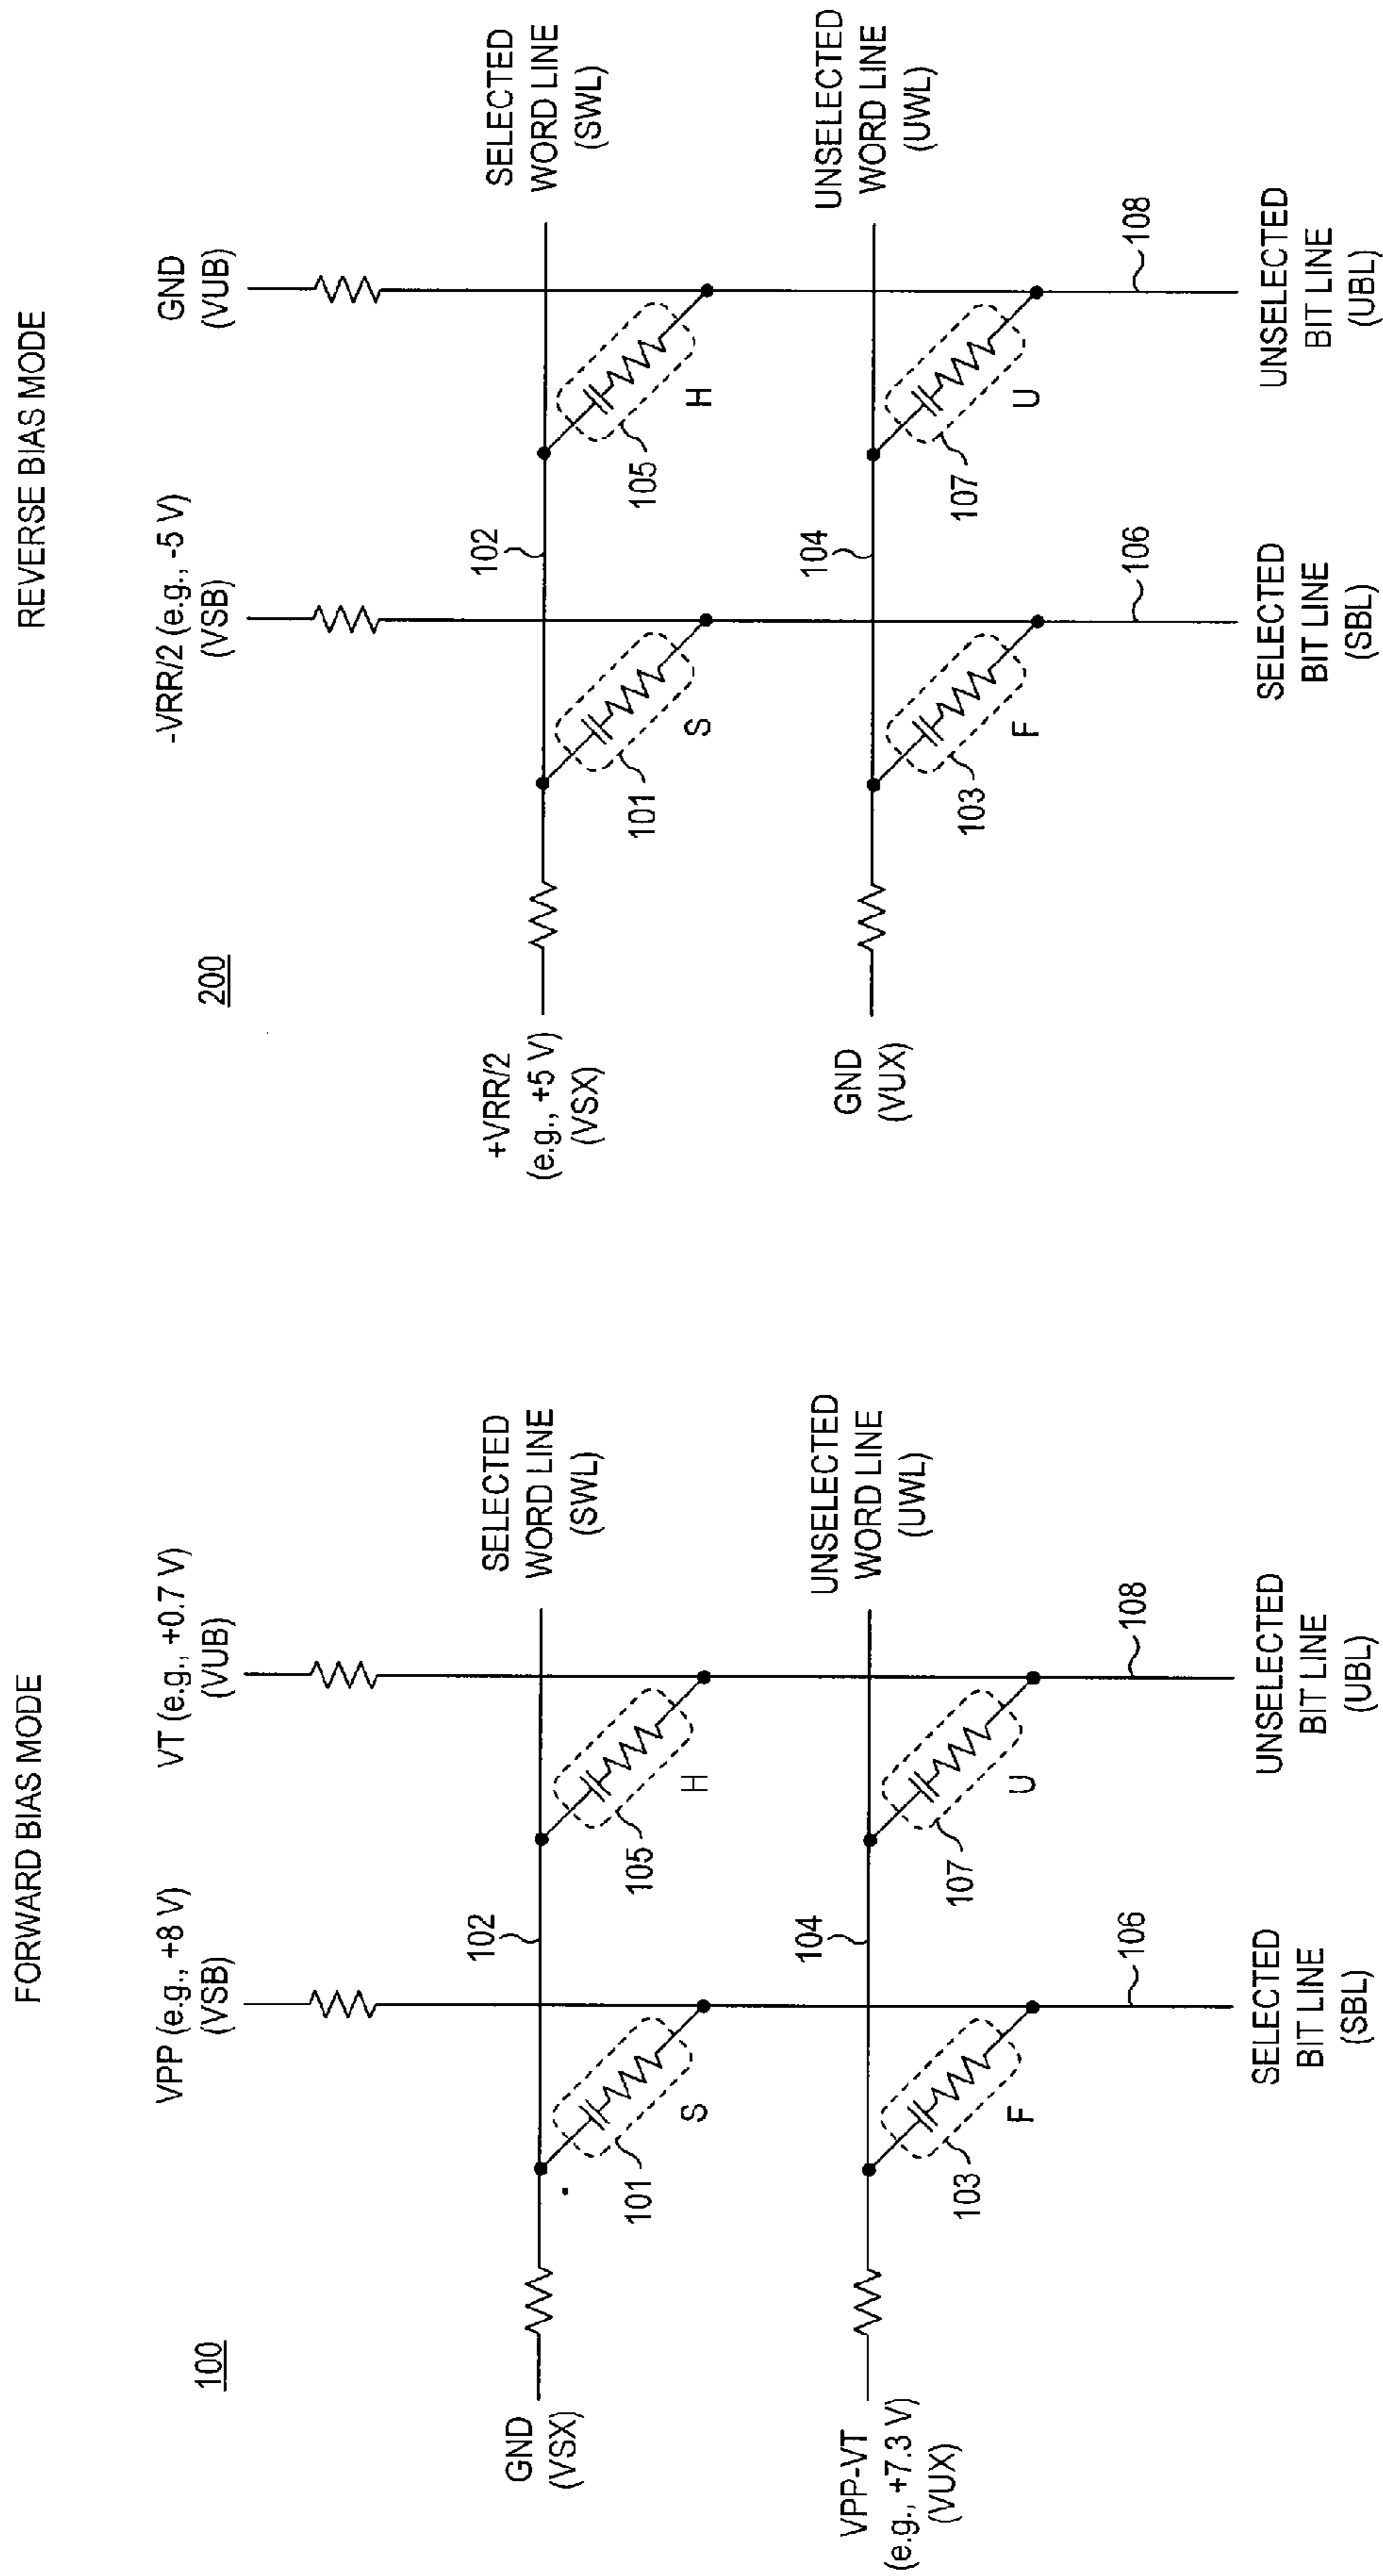 FORWARD BIAS MODE
100
VPP (e.g., +8 V)
(VSB)
VT (e.g., +0.7 V)
(VUB)
GND
(VSX)
102
SELECTED
WORD LINE
(SWL)
101
S
105
H
VPP-VT
(e.g., +7.3 V)
(VUX)
104
UNSELECTED
WORD LINE
(UWL)
103
F
107
U
106
108
SELECTED
BIT LINE
(SBL)
UNSELECTED
BIT LINE
(UBL)
REVERSE BIAS MODE
200
-VRR/2 (e.g., -5 V)
(VSB)
GND
(VUB)
+VRR/2
(e.g., +5 V)
(VSX)
102
SELECTED
WORD LINE
(SWL)
101
S
105
H
GND
(VUX)
104
UNSELECTED
WORD LINE
(UWL)
103
F
107
U
106
108
SELECTED
BIT LINE
(SBL)
UNSELECTED
BIT LINE
(UBL)